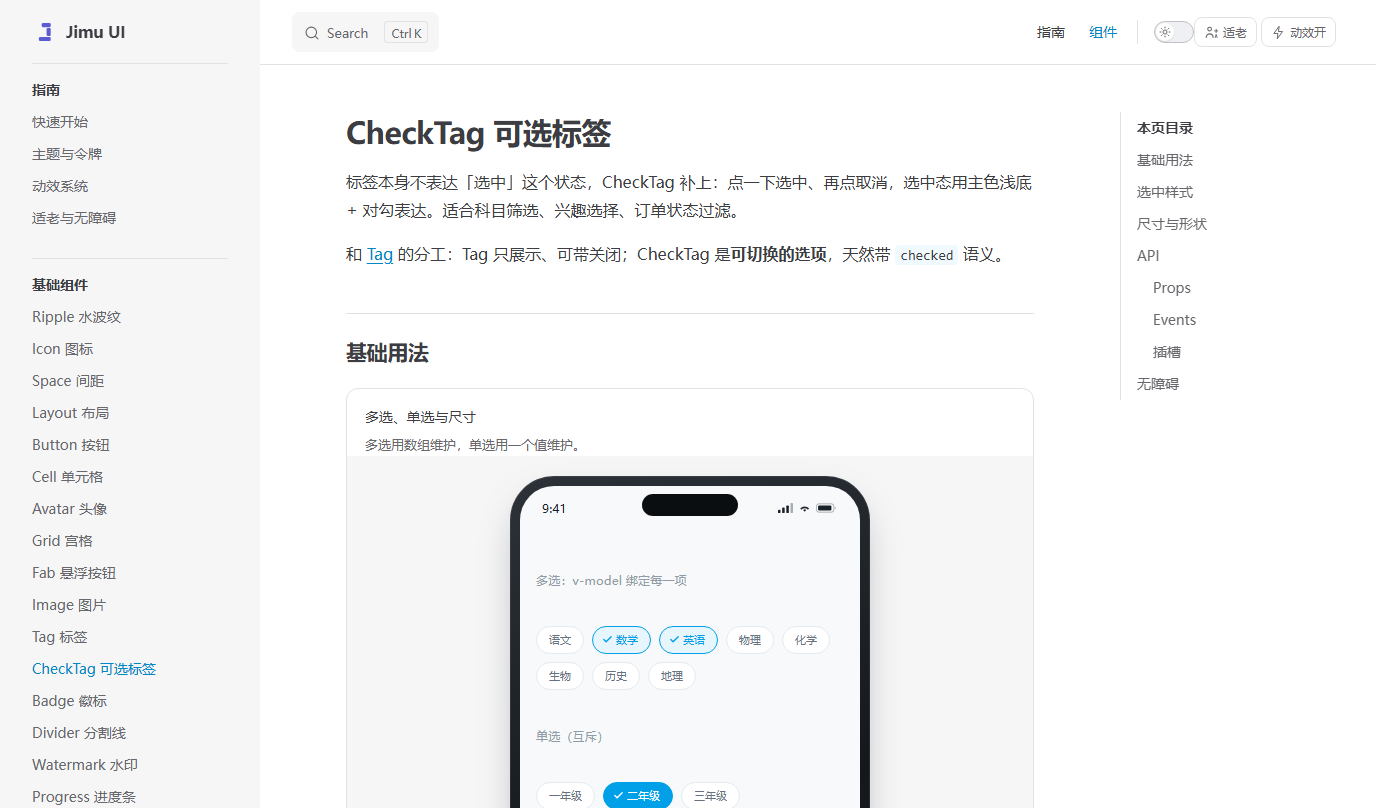 Jimu UI
指南
快速开始
主题与令牌
动效系统
适老与无障碍
基础组件
Ripple 水波纹
Icon 图标
Space 间距
Layout 布局
Button 按钮
Cell 单元格
Avatar 头像
Grid 宫格
Fab 悬浮按钮
Image 图片
Tag 标签
CheckTag 可选标签
Badge 徽标
Divider 分割线
Watermark 水印
Progress 进度条
Search Ctrl K
指南 组件 适老 动效开
CheckTag 可选标签
标签本身不表达「选中」这个状态，CheckTag 补上：点一下选中、再点取消，选中态用主色浅底
+ 对勾表达。适合科目筛选、兴趣选择、订单状态过滤。
和 Tag 的分工：Tag 只展示、可带关闭；CheckTag 是可切换的选项，天然带 checked 语义。
基础用法
多选、单选与尺寸
多选用数组维护，单选用一个值维护。
9:41
多选：v-model 绑定每一项
语文 数学 英语 物理 化学
生物 历史 地理
单选（互斥）
一年级 二年级 三年级
本页目录
基础用法
选中样式
尺寸与形状
API
Props
Events
插槽
无障碍